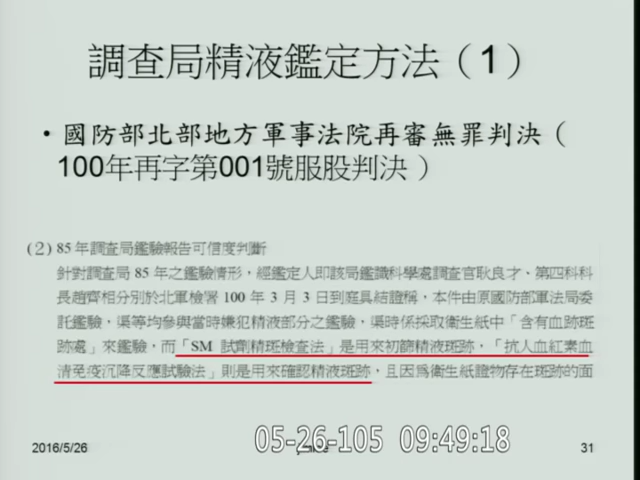 調查局精液鑑定方法（1）
• 國防部北部地方軍事法院再審無罪判決（
100年再字第001號服股判決 ）
(2) 85 年調查局鑑驗報告可信度判斷
針對調查局 85 年之鑑驗情形，經鑑定人即該局鑑識科學處調查官耿良才、第四科科
長趙齊相分別於北軍檢署 100 年 3 月 3 日到庭具結證稱，本件由原國防部軍法局委
託鑑驗，渠等均參與當時嫌犯精液部分之鑑驗，渠時係採取衛生紙中「含有血跡斑
跡處」來鑑驗，而「SM 試劑精斑檢查法」是用來初篩精液斑跡，「抗人血紅素血
清免疫沉降反應試驗法」則是用來確認精液斑跡，且因為衛生紙證物存在斑跡的面
2016/5/26
05-26-105 09:49:18
31